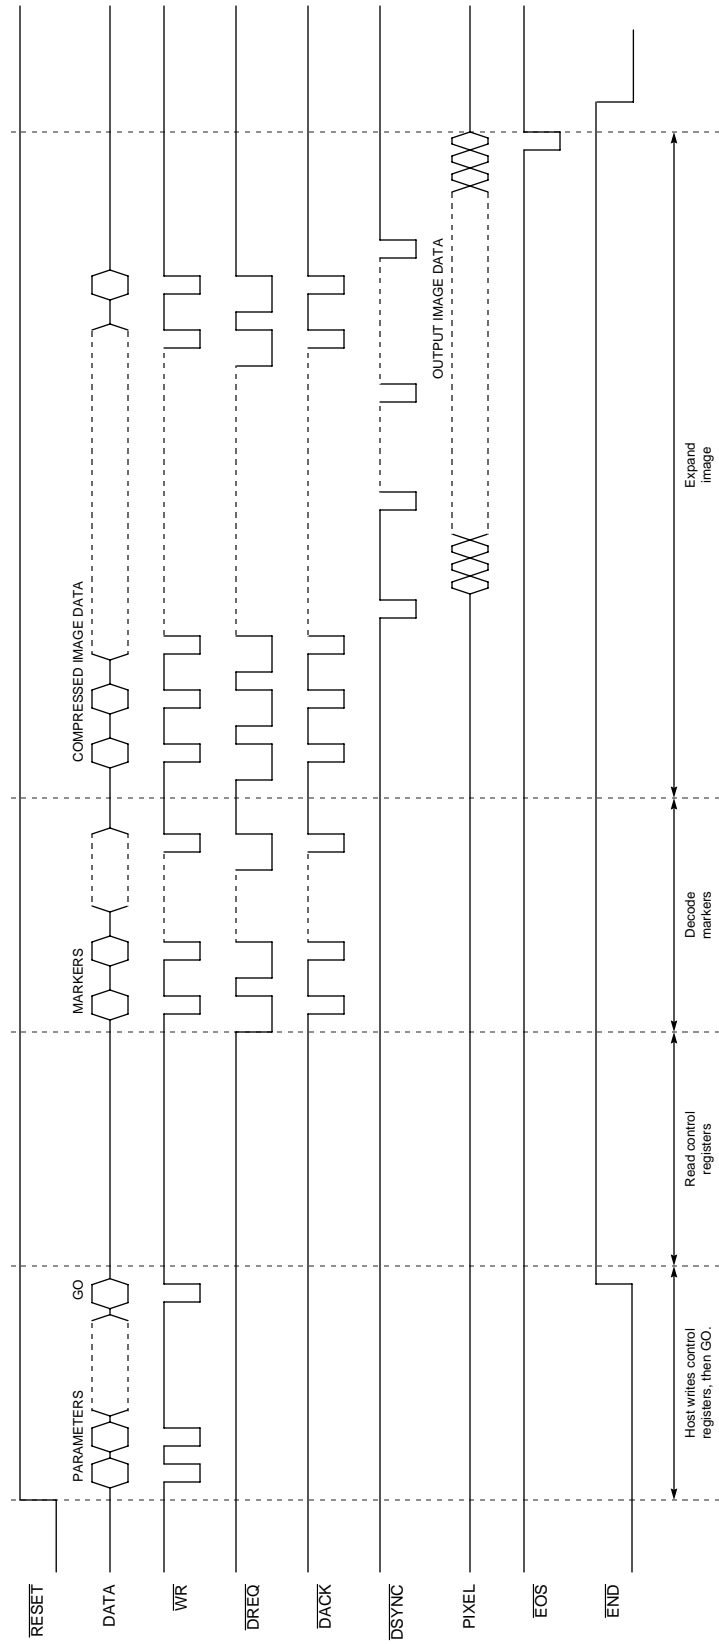 RESET
DATA
WR
DREQ
DACK
DSYNC
PIXEL
EOS
END
PARAMETERS
GO
MARKERS
COMPRESSED IMAGE DATA
OUTPUT IMAGE DATA
Host writes control
registers, then GO.
Read control
registers
Decode
markers
Expand
image